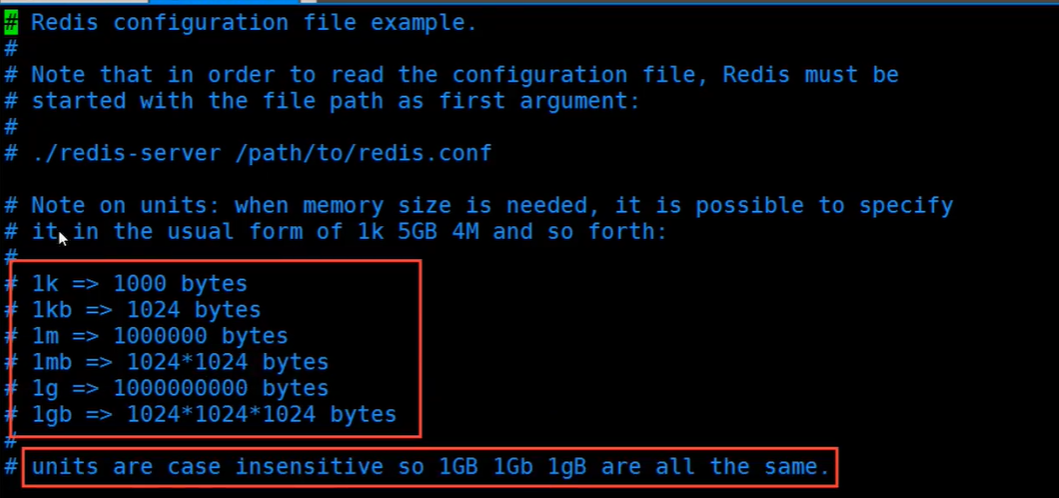 # Redis configuration file example.
#
# Note that in order to read the configuration file, Redis must be
# started with the file path as first argument:
#
# ./redis-server /path/to/redis.conf
# Note on units: when memory size is needed, it is possible to specify
# it in the usual form of 1k 5GB 4M and so forth:
#
# 1k => 1000 bytes
# 1kb => 1024 bytes
# 1m => 1000000 bytes
# 1mb => 1024*1024 bytes
# 1g => 1000000000 bytes
# 1gb => 1024*1024*1024 bytes
#
# units are case insensitive so 1GB 1Gb 1gB are all the same.